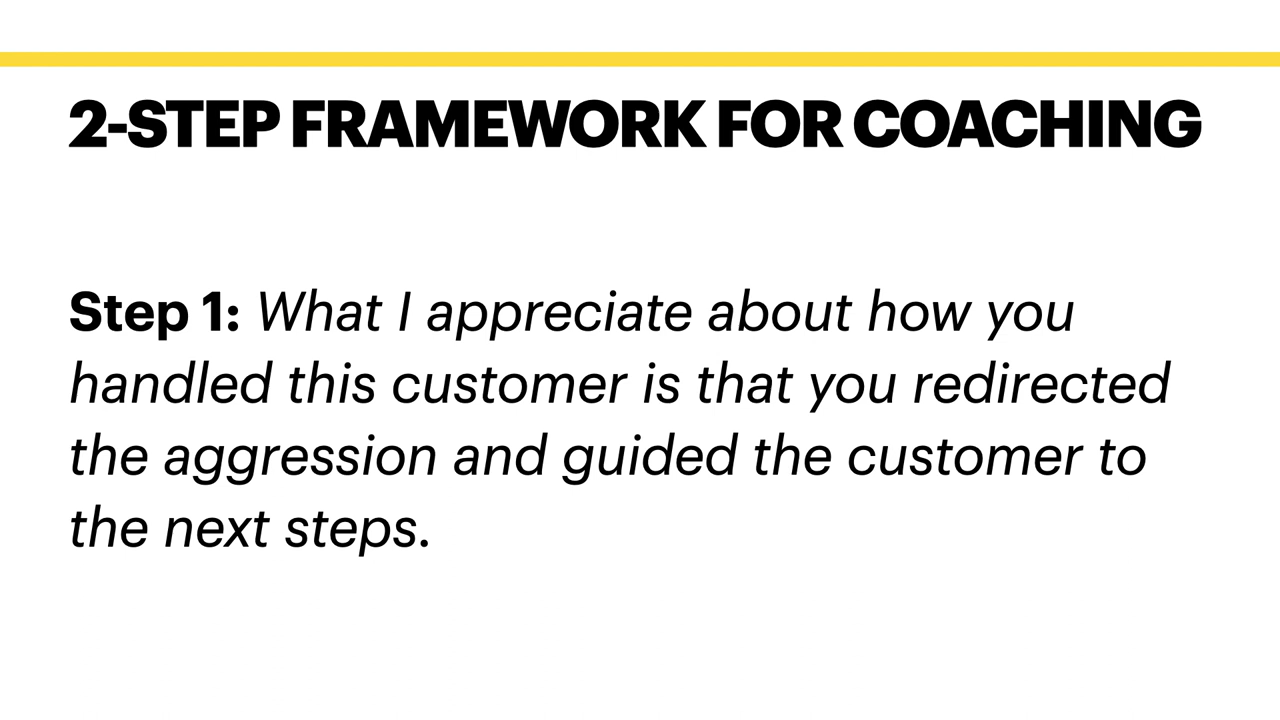 2-STEP FRAMEWORK FOR COACHING
Step 1: What I appreciate about how you
handled this customer is that you redirected
the aggression and guided the customer to
the next steps.